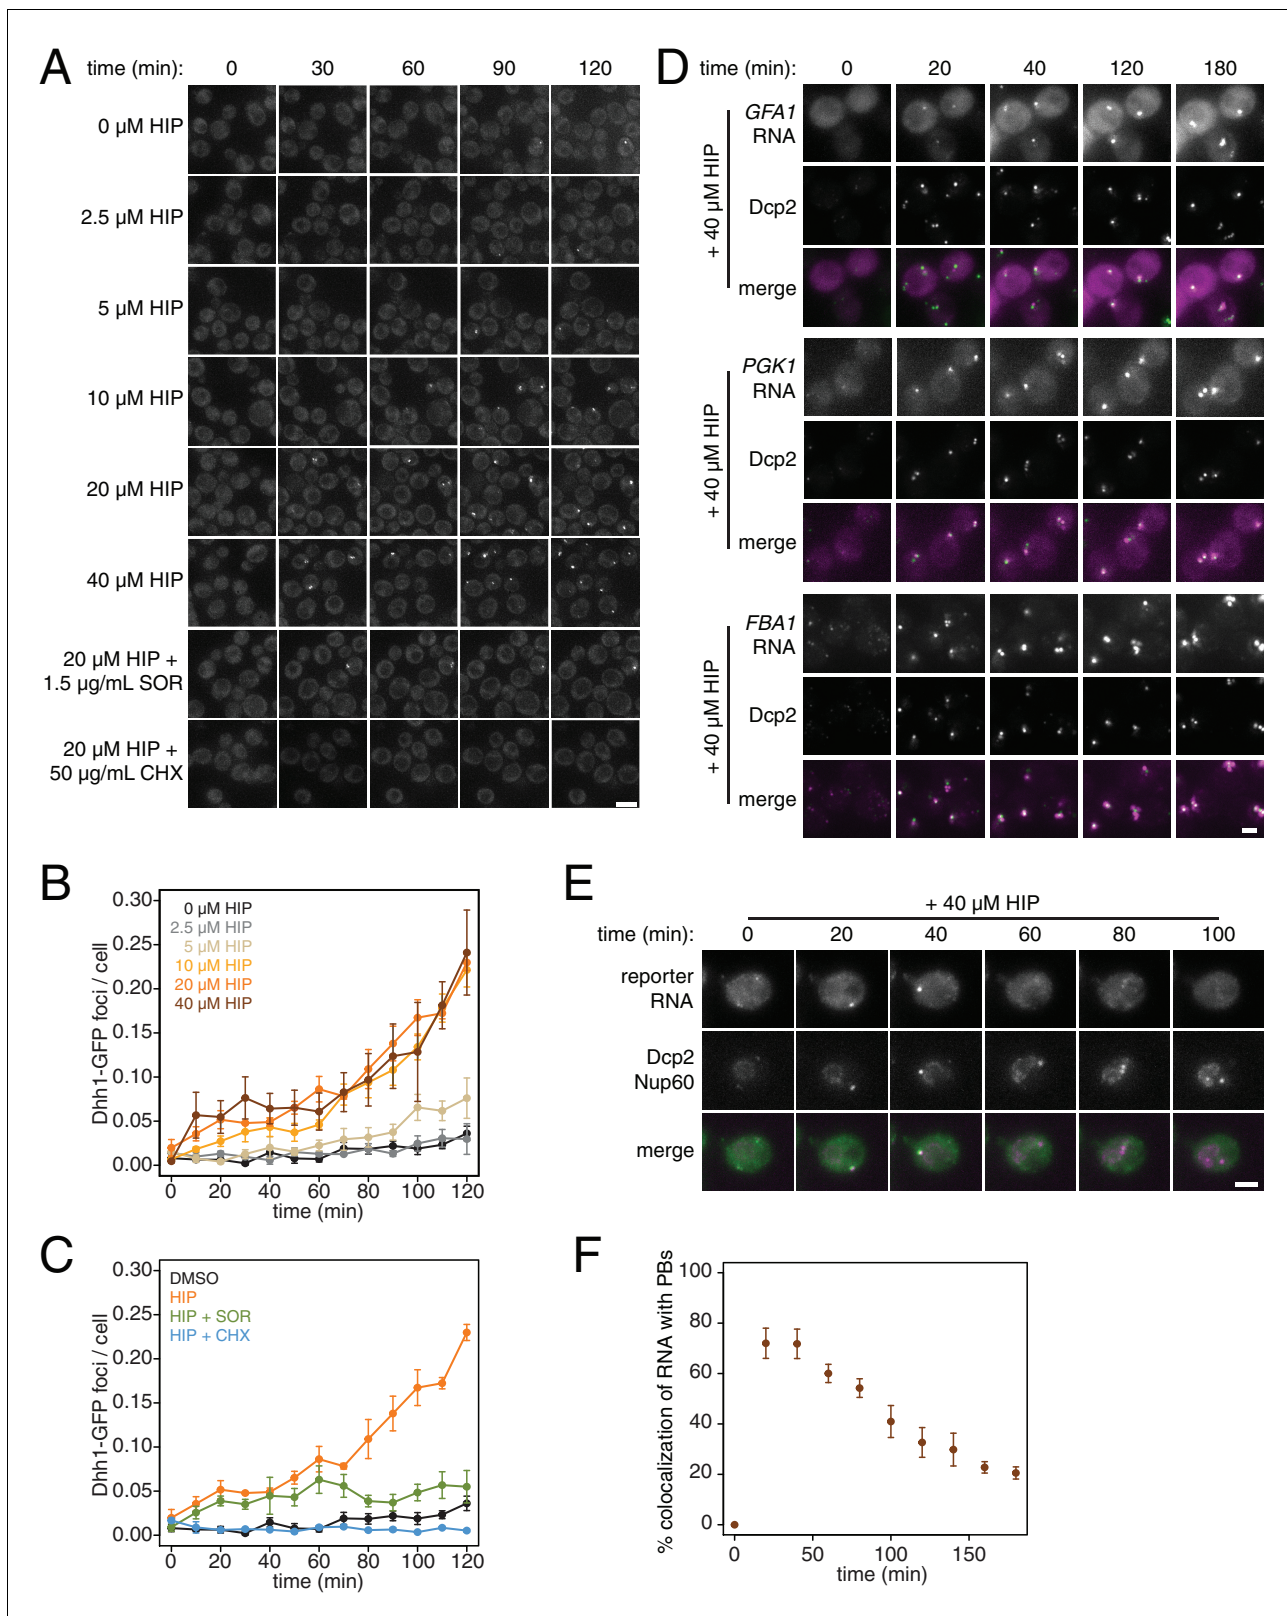 A
time (min): 0 30 60 90 120
0 µM HIP
2.5 µM HIP
5 µM HIP
10 µM HIP
20 µM HIP
40 µM HIP
20 µM HIP +
1.5 µg/mL SOR
20 µM HIP +
50 µg/mL CHX
D
time (min): 0 20 40 120 180
+ 40 µM HIP
GFA1
RNA
Dcp2
merge
+ 40 µM HIP
PGK1
RNA
Dcp2
merge
+ 40 µM HIP
FBA1
RNA
Dcp2
merge
B
Dhh1-GFP foci / cell
0.30
0.25
0.20
0.15
0.10
0.05
0.00
0 µM HIP
2.5 µM HIP
5 µM HIP
10 µM HIP
20 µM HIP
40 µM HIP
0 20 40 60 80 100 120
time (min)
E
+ 40 µM HIP
time (min): 0 20 40 60 80 100
reporter
RNA
Dcp2
Nup60
merge
C
Dhh1-GFP foci / cell
0.30
0.25
0.20
0.15
0.10
0.05
0.00
DMSO
HIP
HIP + SOR
HIP + CHX
0 20 40 60 80 100 120
time (min)
F
% colocalization of RNA with PBs
100
80
60
40
20
0
0 50 100 150
time (min)